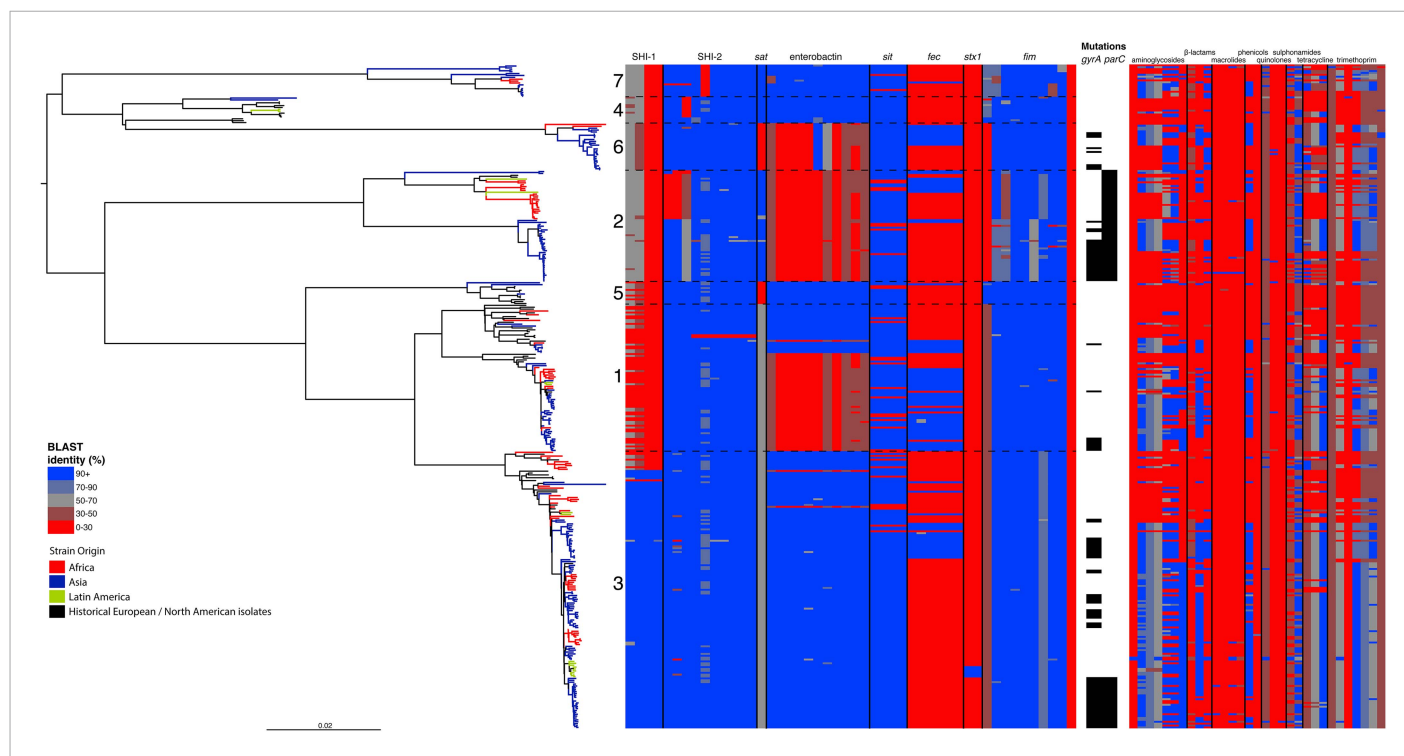 SHI-1 SHI-2 sat enterobactin sit fec stx1 fim
Mutations
gyrA parC
aminoglycosides β-lactams macrolides phenicols quinolones sulphonamides tetracycline trimethoprim
7
4
6
2
5
1
3
BLAST
identity (%)
90+
70-90
50-70
30-50
0-30
Strain Origin
Africa
Asia
Latin America
Historical European / North American isolates
0.02